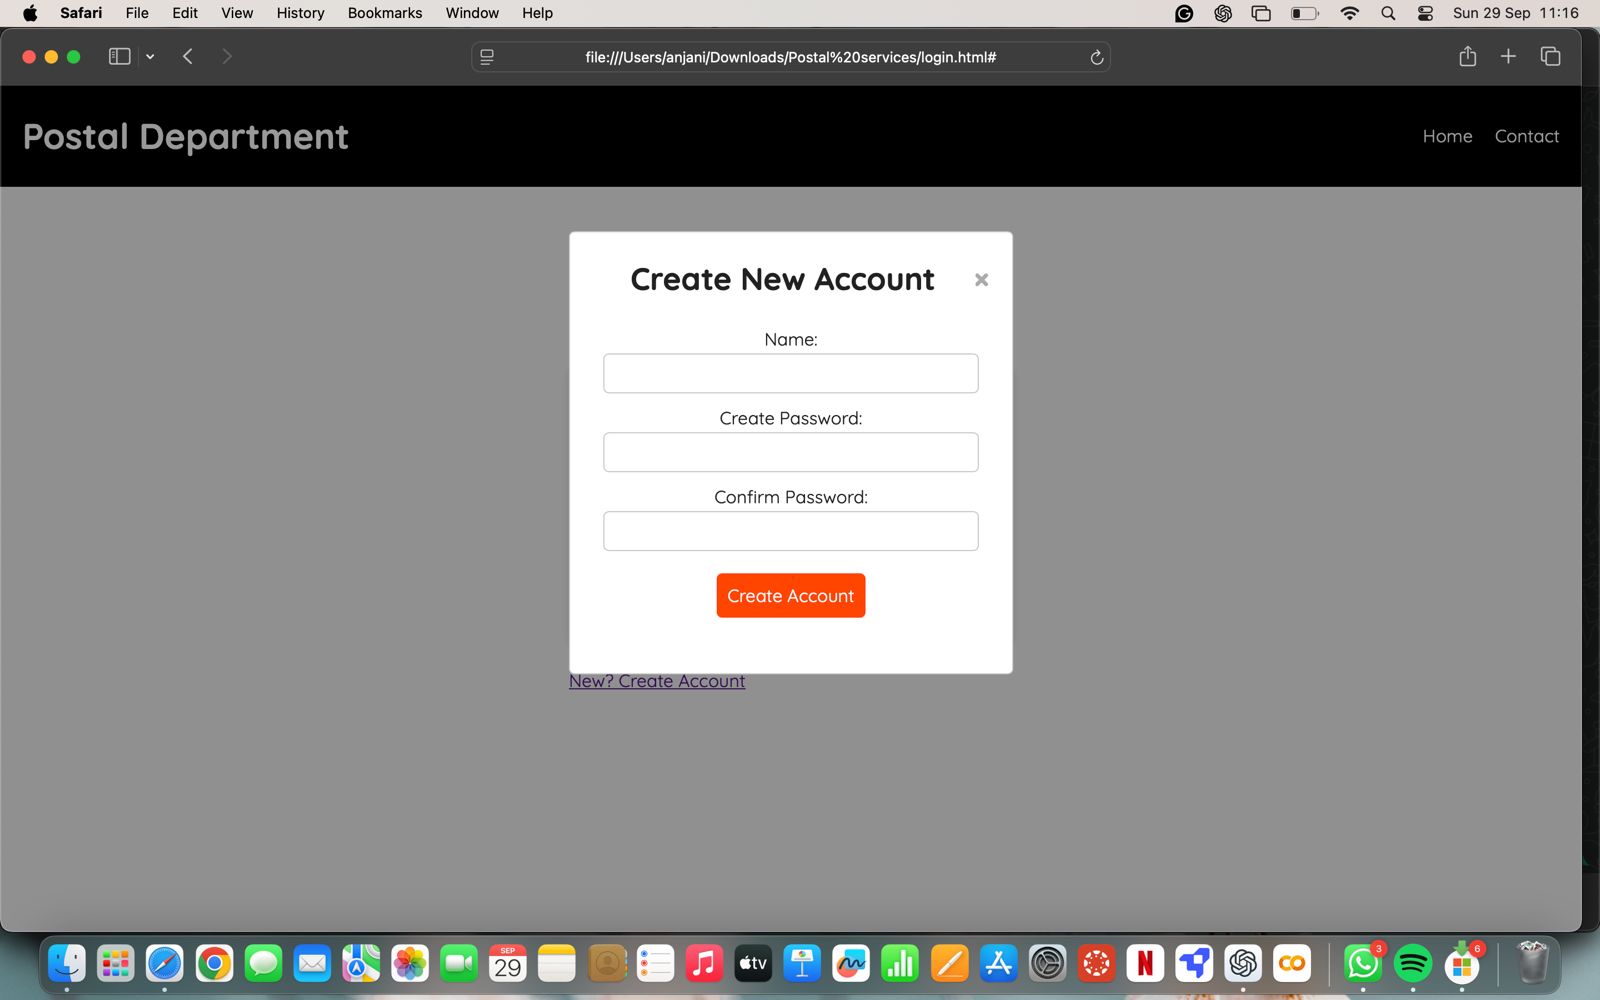 Safari File Edit View History Bookmarks Window Help Sun 29 Sep 11:16
file:///Users/anjani/Downloads/Postal%20services/login.html#
Postal Department Home Contact
Create New Account ×
Name:
Create Password:
Confirm Password:
Create Account
New? Create Account
SEP
29
tv
N
CO
3
6